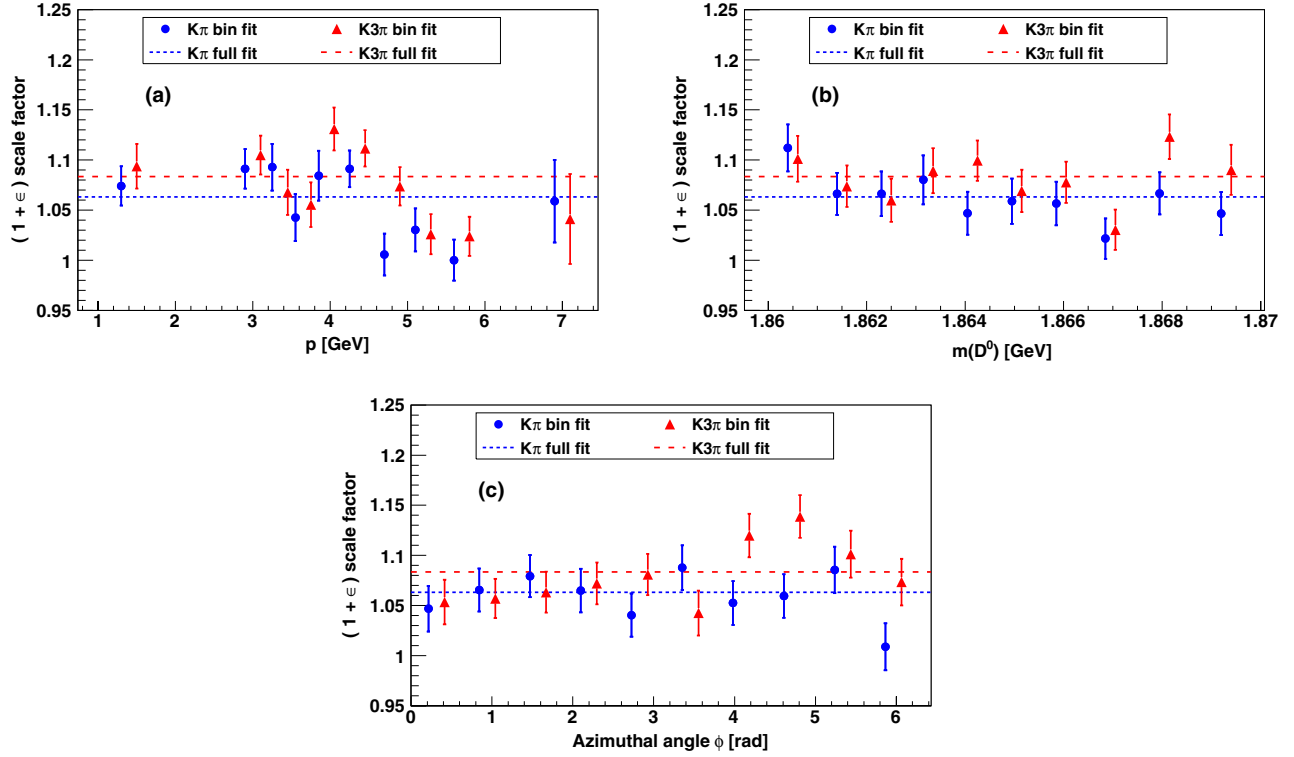 Kπ bin fit K3π bin fit
Kπ full fit K3π full fit
(a)
( 1 + ∈ ) scale factor
1.25
1.2
1.15
1.1
1.05
1
0.95
1 2 3 4 5 6 7
p [GeV]
Kπ bin fit K3π bin fit
Kπ full fit K3π full fit
(b)
( 1 + ∈ ) scale factor
1.25
1.2
1.15
1.1
1.05
1
0.95
1.86 1.862 1.864 1.866 1.868 1.87
m(D⁰) [GeV]
Kπ bin fit K3π bin fit
Kπ full fit K3π full fit
(c)
( 1 + ∈ ) scale factor
1.25
1.2
1.15
1.1
1.05
1
0.95
0 1 2 3 4 5 6
Azimuthal angle ϕ [rad]